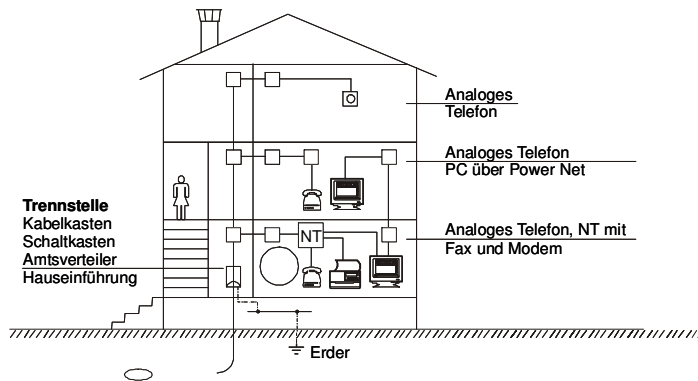 Analoges
Telefon
Analoges Telefon
PC über Power Net
Trennstelle
Kabelkasten
Schaltkasten
Amtsverteiler
Hauseinführung
NT
Analoges Telefon, NT mit
Fax und Modem
Erder